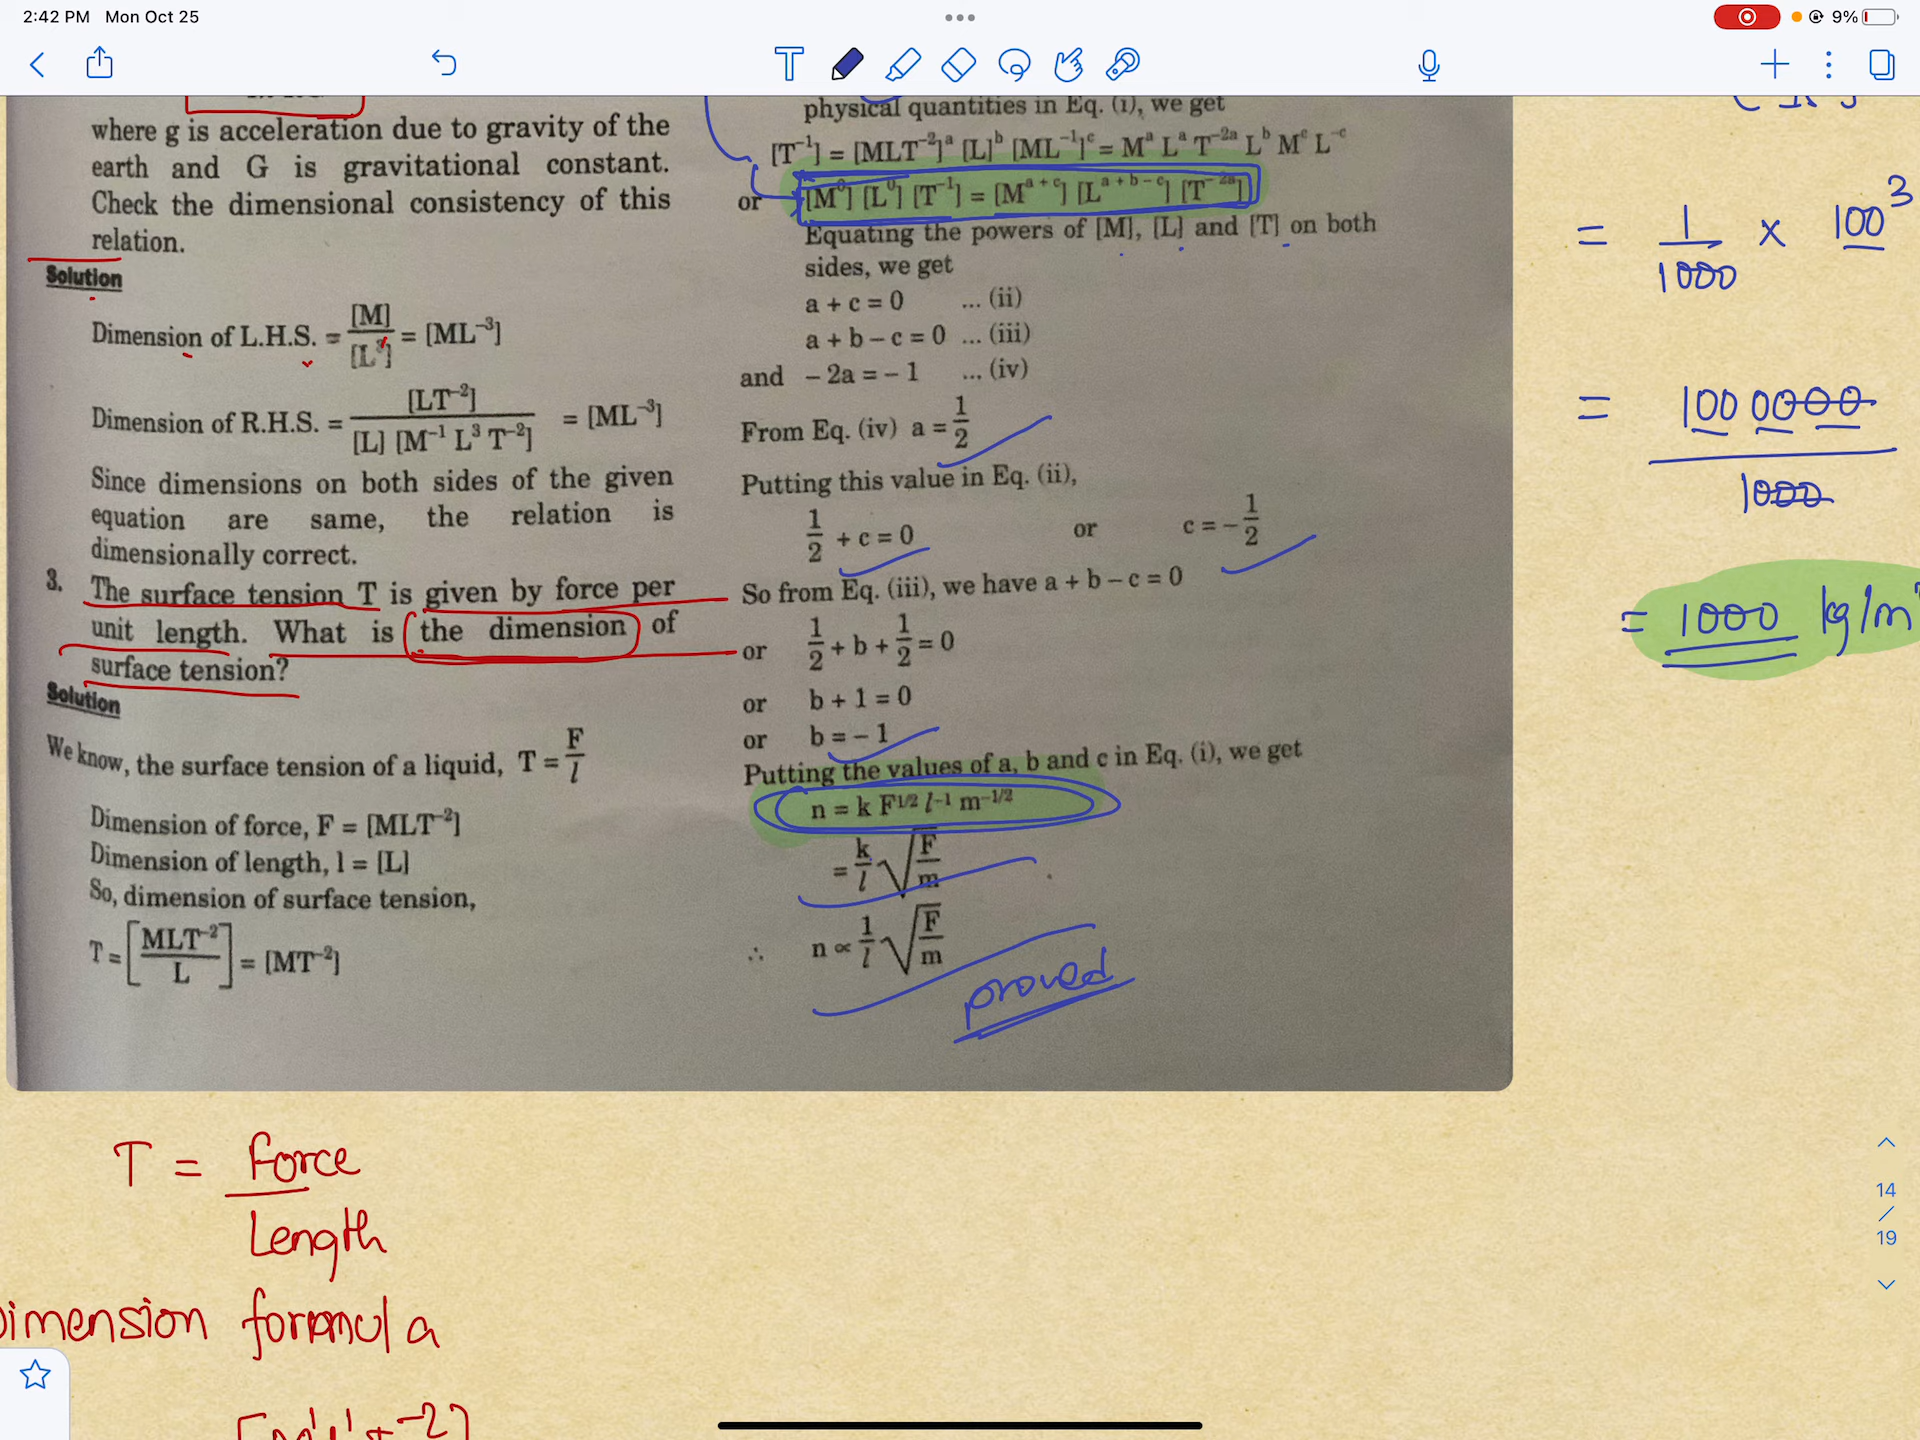 2:42 PM Mon Oct 25
9%
where g is acceleration due to gravity of the
earth and G is gravitational constant.
Check the dimensional consistency of this
relation.
Solution
Dimension of L.H.S. = [M]/[L³] = [ML⁻³]
Dimension of R.H.S. = [LT⁻²]/[L] [M⁻¹ L³ T⁻²] = [ML⁻³]
Since dimensions on both sides of the given
equation are same, the relation is
dimensionally correct.
3. The surface tension T is given by force per
unit length. What is the dimension of
surface tension?
Solution
We know, the surface tension of a liquid, T = F/l
Dimension of force, F = [MLT⁻²]
Dimension of length, l = [L]
So, dimension of surface tension,
T = [MLT⁻²/L] = [MT⁻²]
physical quantities in Eq. (i), we get
[T⁻¹] = [MLT⁻²]ᵃ [L]ᵇ [ML⁻¹]ᶜ = Mᵃ Lᵃ T⁻²ᵃ Lᵇ Mᶜ L⁻ᶜ
or [M⁰] [L⁰] [T⁻¹] = [Mᵃ⁺ᶜ] [Lᵃ⁺ᵇ⁻ᶜ] [T⁻²ᵃ]
Equating the powers of [M], [L] and [T] on both
sides, we get
a + c = 0 ... (ii)
a + b – c = 0 ... (iii)
and – 2a = – 1 ... (iv)
From Eq. (iv) a = 1/2
Putting this value in Eq. (ii),
1/2 + c = 0 or c = – 1/2
So from Eq. (iii), we have a + b – c = 0
or 1/2 + b + 1/2 = 0
or b + 1 = 0
or b = – 1
Putting the values of a, b and c in Eq. (i), we get
n = k F^1/2 l⁻¹ m^–1/2
= k/l √F/m
∴ n ∝ 1/l √F/m
proved
= 1/1000 × 100³
= 100 0000/1000
= 1000 kg/m
T = Force
Length
Dimension formula
14
/
19